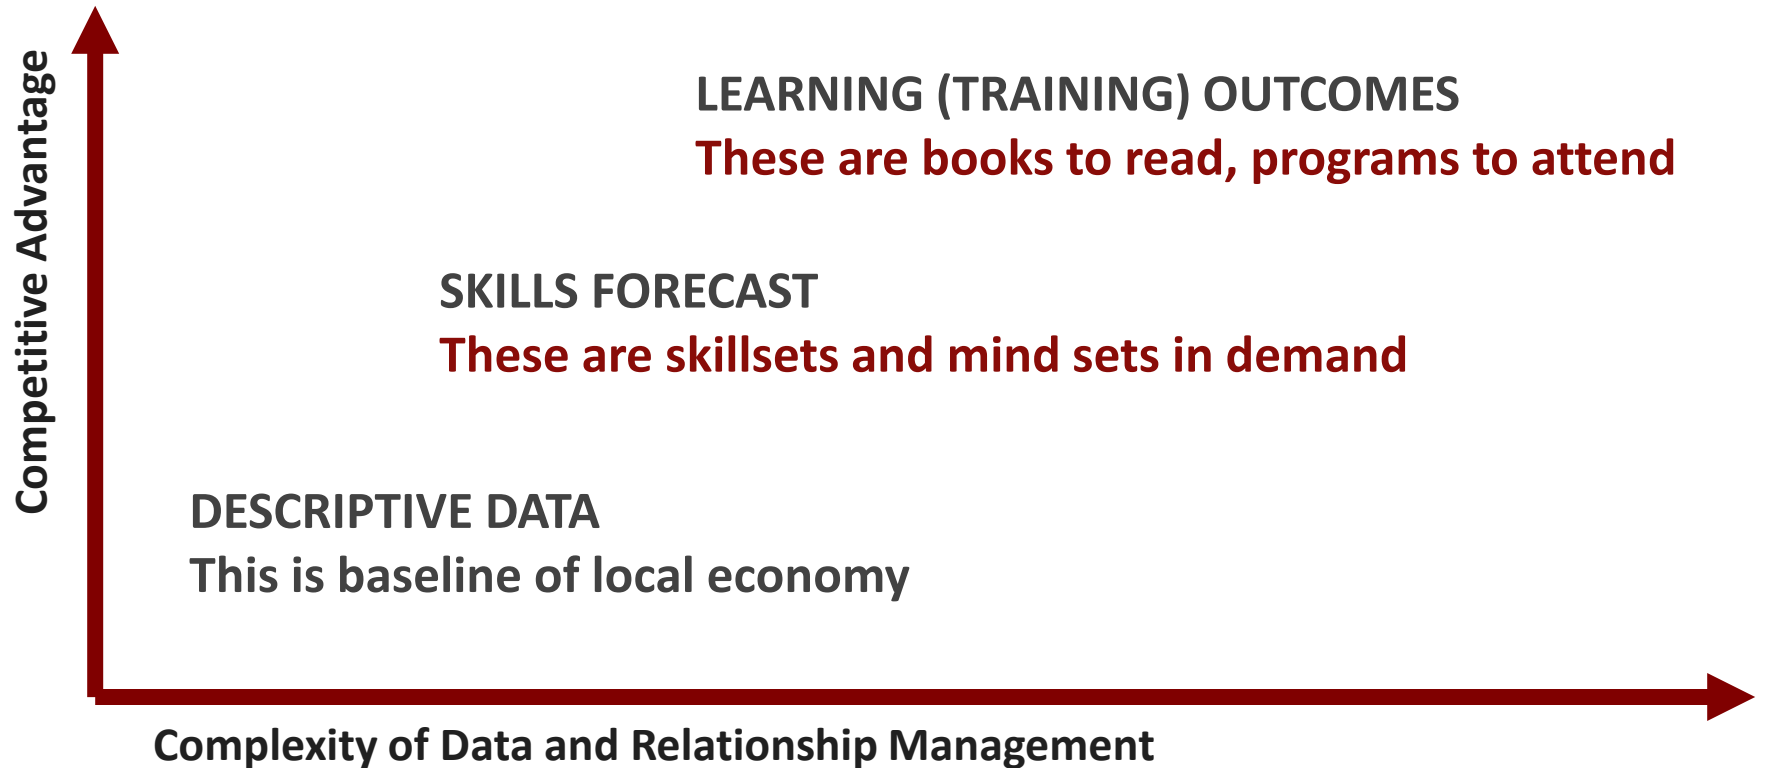 Competitive Advantage
LEARNING (TRAINING) OUTCOMES
These are books to read, programs to attend
SKILLS FORECAST
These are skillsets and mind sets in demand
DESCRIPTIVE DATA
This is baseline of local economy
Complexity of Data and Relationship Management